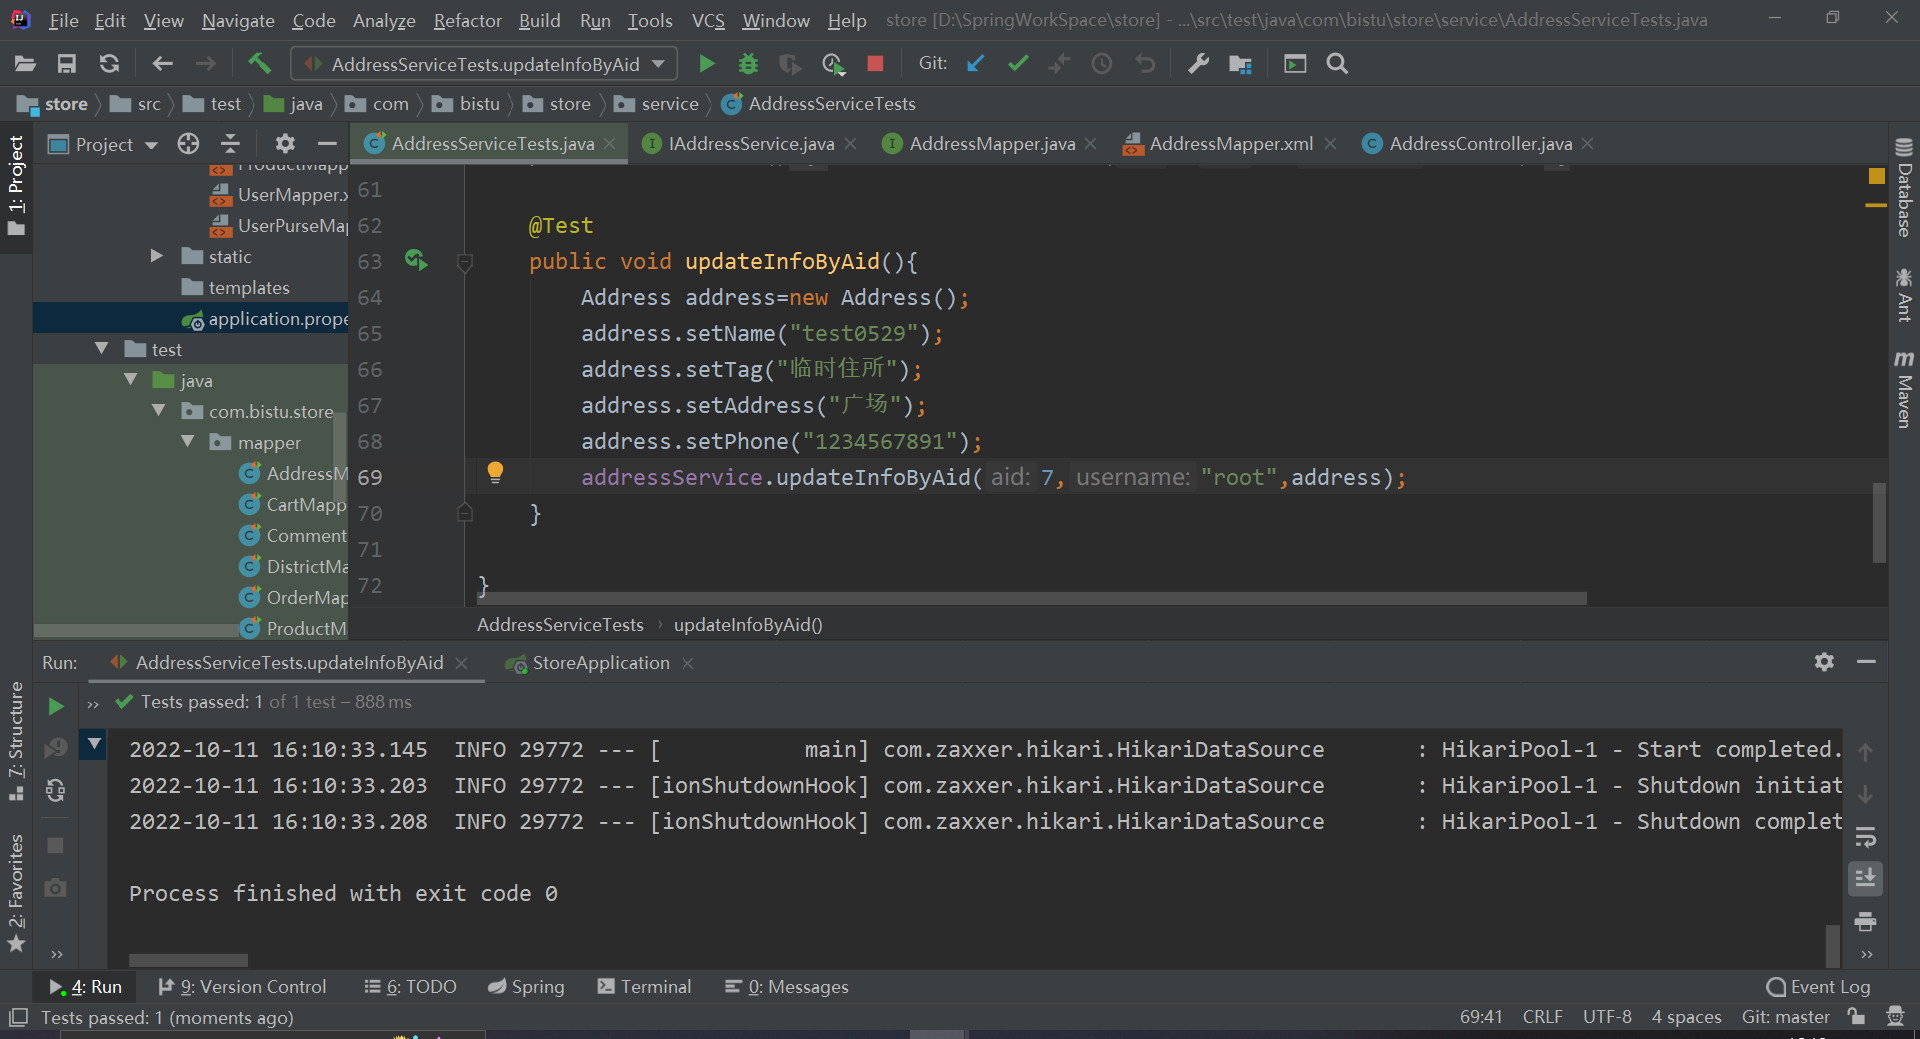 File Edit View Navigate Code Analyze Refactor Build Run Tools VCS Window Help store [D:\SpringWorkSpace\store] - ...\src\test\java\com\bistu\store\service\AddressServiceTests.java
AddressServiceTests.updateInfoByAid Git:
store src test java com bistu store service AddressServiceTests
1: Project
Project
AddressServiceTests.java IAddressService.java AddressMapper.java AddressMapper.xml AddressController.java
UserMapper.x
UserPurseMap
static
templates
application.prope
test
java
com.bistu.store
mapper
AddressM
CartMapp
Comment
DistrictMa
OrderMap
ProductM
61
62 @Test
63 public void updateInfoByAid(){
64 Address address=new Address();
65 address.setName("test0529");
66 address.setTag("临时住所");
67 address.setAddress("广场");
68 address.setPhone("1234567891");
69 addressService.updateInfoByAid( aid: 7, username: "root",address);
70 }
71
72 }
AddressServiceTests › updateInfoByAid()
Database
Ant
Maven
Run: AddressServiceTests.updateInfoByAid StoreApplication
Tests passed: 1 of 1 test – 888 ms
2022-10-11 16:10:33.145 INFO 29772 --- [ main] com.zaxxer.hikari.HikariDataSource : HikariPool-1 - Start completed.
2022-10-11 16:10:33.203 INFO 29772 --- [ionShutdownHook] com.zaxxer.hikari.HikariDataSource : HikariPool-1 - Shutdown initiat
2022-10-11 16:10:33.208 INFO 29772 --- [ionShutdownHook] com.zaxxer.hikari.HikariDataSource : HikariPool-1 - Shutdown complet
Process finished with exit code 0
7: Structure
2: Favorites
4: Run 9: Version Control 6: TODO Spring Terminal 0: Messages Event Log
Tests passed: 1 (moments ago) 69:41 CRLF UTF-8 4 spaces Git: master